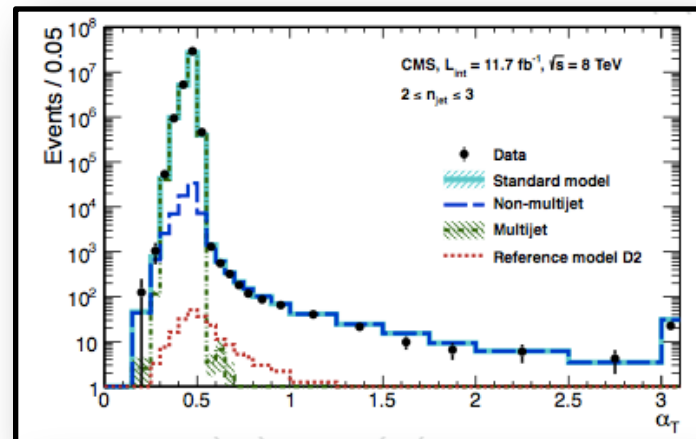 Events / 0.05
10⁸
10⁷
10⁶
10⁵
10⁴
10³
10²
10
1
CMS, L_int = 11.7 fb⁻¹, √s = 8 TeV
2 ≤ n_jet ≤ 3
Data
Standard model
Non-multijet
Multijet
Reference model D2
0 0.5 1 1.5 2 2.5 3
α_T